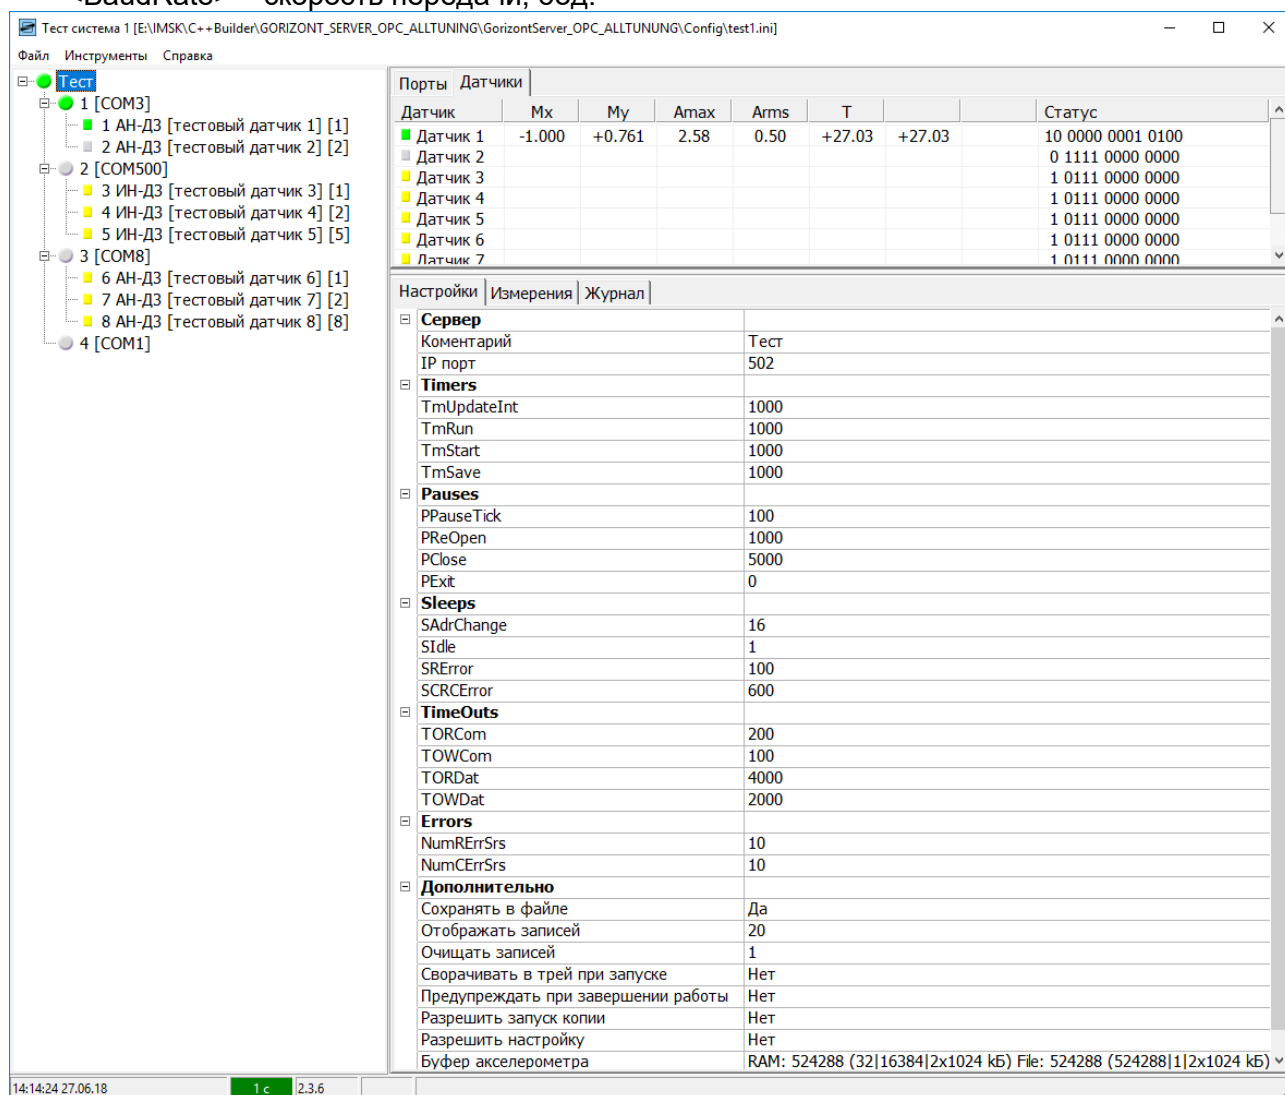 <BaudRate> – скорость передачи, бод.
Тест система 1 [E:\IMSK\C++Builder\GORIZONT_SERVER_OPC_ALLTUNING\GorizontServer_OPC_ALLTUNUNG\Config\test1.ini]
Файл Инструменты Справка
Тест
1 [COM3]
1 АН-Д3 [тестовый датчик 1] [1]
2 АН-Д3 [тестовый датчик 2] [2]
2 [COM500]
3 ИН-Д3 [тестовый датчик 3] [1]
4 ИН-Д3 [тестовый датчик 4] [2]
5 ИН-Д3 [тестовый датчик 5] [5]
3 [COM8]
6 АН-Д3 [тестовый датчик 6] [1]
7 АН-Д3 [тестовый датчик 7] [2]
8 АН-Д3 [тестовый датчик 8] [8]
4 [COM1]
Порты Датчики
Датчик Mx My Amax Arms T Статус
Датчик 1 -1.000 +0.761 2.58 0.50 +27.03 +27.03 10 0000 0001 0100
Датчик 2 0 1111 0000 0000
Датчик 3 1 0111 0000 0000
Датчик 4 1 0111 0000 0000
Датчик 5 1 0111 0000 0000
Датчик 6 1 0111 0000 0000
Датчик 7 1 0111 0000 0000
Настройки Измерения Журнал
Сервер
Коментарий Тест
IP порт 502
Timers
TmUpdateInt 1000
TmRun 1000
TmStart 1000
TmSave 1000
Pauses
PPauseTick 100
PReOpen 1000
PClose 5000
PExit 0
Sleeps
SAdrChange 16
SIdle 1
SRError 100
SCRCError 600
TimeOuts
TORCom 200
TOWCom 100
TORDat 4000
TOWDat 2000
Errors
NumRErrSrs 10
NumCErrSrs 10
Дополнительно
Сохранять в файле Да
Отображать записей 20
Очищать записей 1
Сворачивать в трей при запуске Нет
Предупреждать при завершении работы Нет
Разрешить запуск копии Нет
Разрешить настройку Нет
Буфер акселерометра RAM: 524288 (32|16384|2x1024 kБ) File: 524288 (524288|1|2x1024 kБ)
14:14:24 27.06.18 1 с 2.3.6